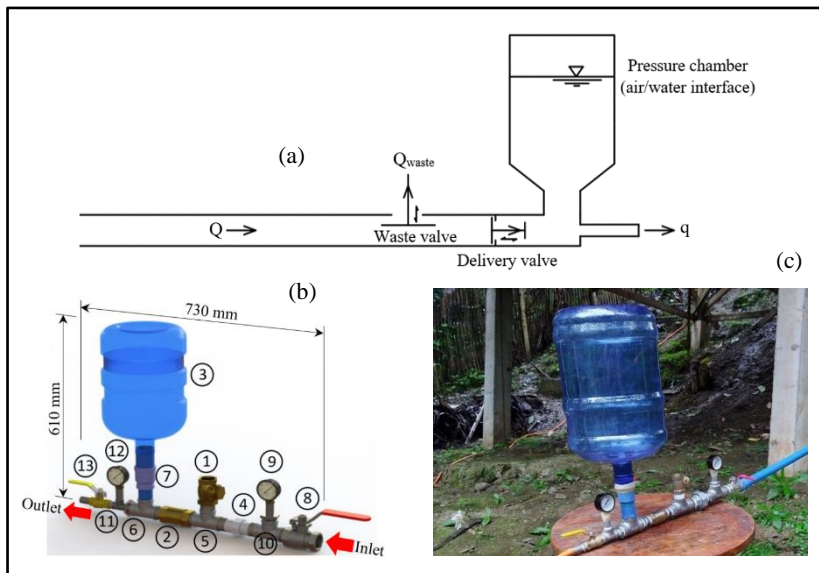 Pressure chamber
(air/water interface)
(a)
Qwaste
Q
Waste valve
q
Delivery valve
(c)
(b)
730 mm
610 mm
3
12
1
9
13
7
4
8
Outlet
11
6
2
5
10
Inlet